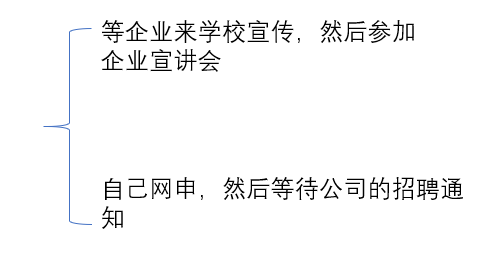 等企业来学校宣传，然后参加
企业宣讲会
自己网申，然后等待公司的招聘通
知